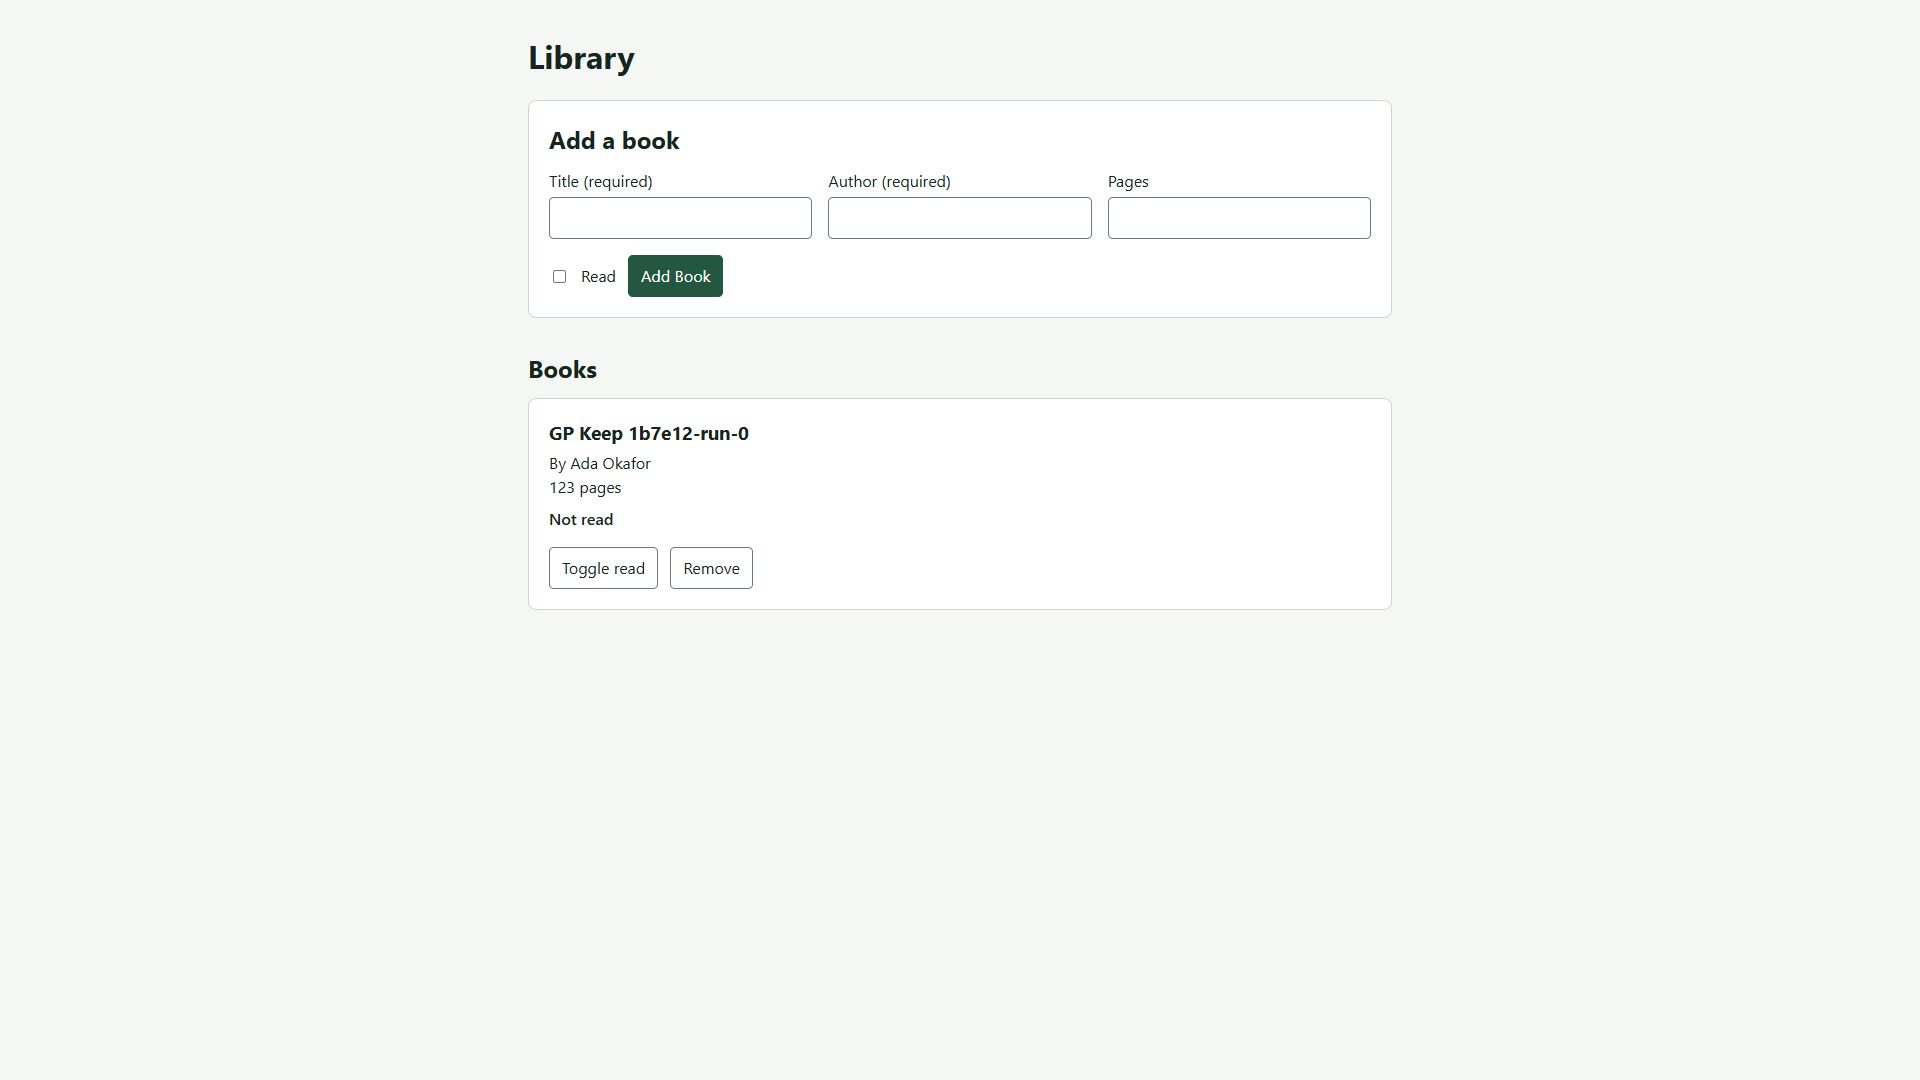 Library
Add a book
Title (required)
Author (required)
Pages
Read
Add Book
Books
GP Keep 1b7e12-run-0
By Ada Okafor
123 pages
Not read
Toggle read
Remove